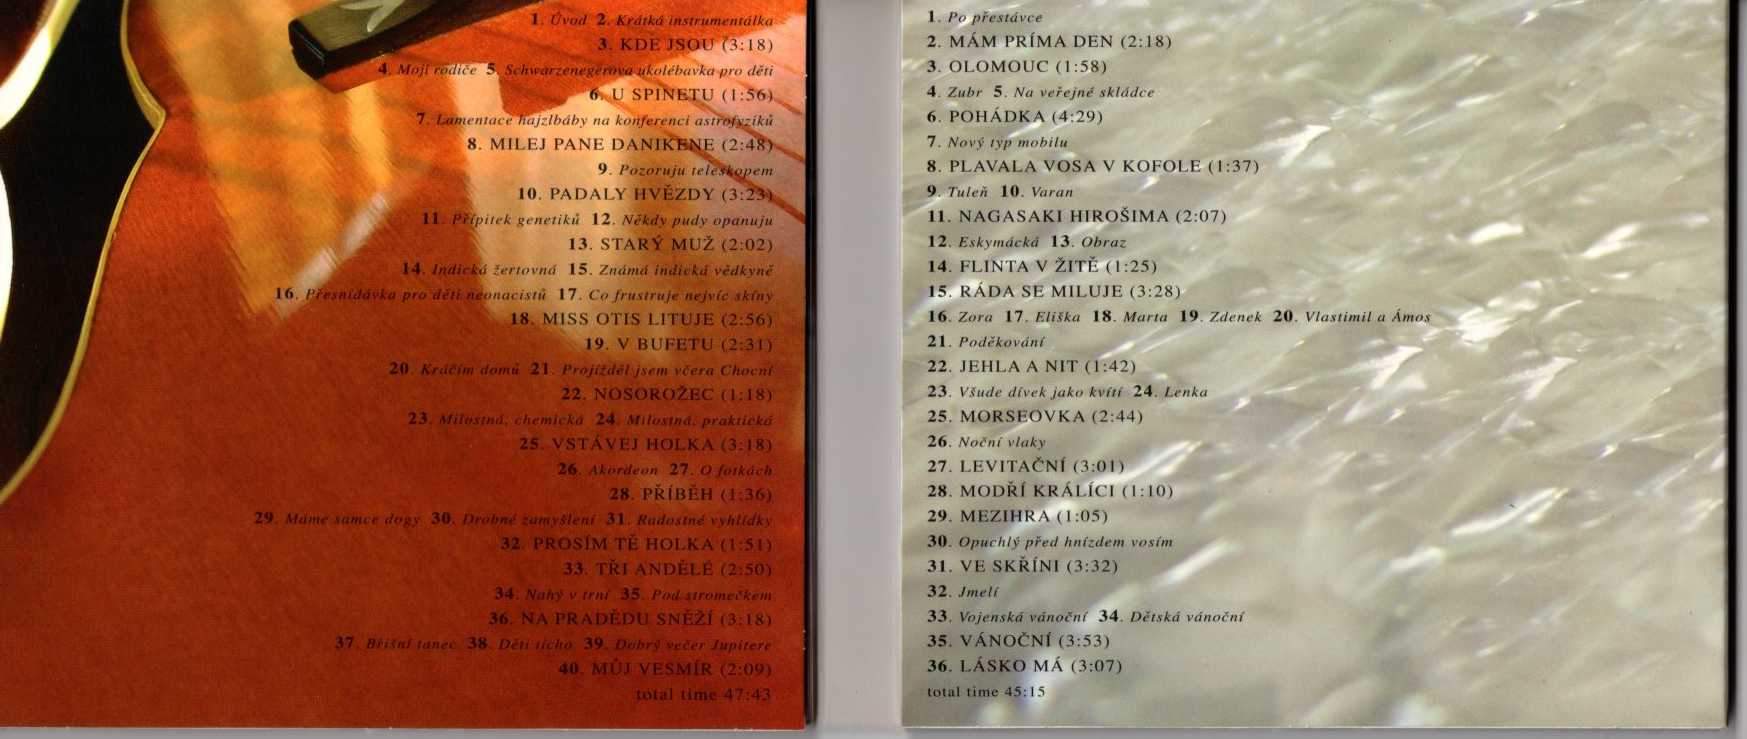 1. Úvod 2. Krátká instrumentálka
3. KDE JSOU (3:18)
4. Moji rodiče 5. Schwarzenegerova ukolébavka pro děti
6. U SPINETU (1:56)
7. Lamentace hajzlbáby na konferenci astrofyziků
8. MILEJ PANE DANIKENE (2:48)
9. Pozoruju teleskopem
10. PADALY HVĚZDY (3:23)
11. Přípitek genetiků 12. Někdy pudy opanuju
13. STARÝ MUŽ (2:02)
14. Indická žertovná 15. Známá indická vědkyně
16. Přesnídávka pro děti neonacistů 17. Co frustruje nejvíc skíny
18. MISS OTIS LITUJE (2:56)
19. V BUFETU (2:31)
20. Kráčím domů 21. Projížděl jsem včera Chocní
22. NOSOROŽEC (1:18)
23. Milostná, chemická 24. Milostná, praktická
25. VSTÁVEJ HOLKA (3:18)
26. Akordeon 27. O fotkách
28. PŘÍBĚH (1:36)
29. Máme samce dogy 30. Drobné zamyšlení 31. Radostné vyhlídky
32. PROSÍM TĚ HOLKA (1:51)
33. TŘI ANDĚLÉ (2:50)
34. Nahý v trní 35. Pod stromečkem
36. NA PRADĚDU SNĚŽÍ (3:18)
37. Břišní tanec 38. Děti ticho 39. Dobrý večer Jupitere
40. MŮJ VESMÍR (2:09)
total time 47:43
1. Po přestávce
2. MÁM PRÍMA DEN (2:18)
3. OLOMOUC (1:58)
4. Zubr 5. Na veřejné skládce
6. POHÁDKA (4:29)
7. Nový typ mobilu
8. PLAVALA VOSA V KOFOLE (1:37)
9. Tuleň 10. Varan
11. NAGASAKI HIROŠIMA (2:07)
12. Eskymácká 13. Obraz
14. FLINTA V ŽITĚ (1:25)
15. RÁDA SE MILUJE (3:28)
16. Zora 17. Eliška 18. Marta 19. Zdenek 20. Vlastimil a Ámos
21. Poděkování
22. JEHLA A NIT (1:42)
23. Všude dívek jako kvítí 24. Lenka
25. MORSEOVKA (2:44)
26. Noční vlaky
27. LEVITAČNÍ (3:01)
28. MODŘÍ KRÁLÍCI (1:10)
29. MEZIHRA (1:05)
30. Opuchlý před hnízdem vosím
31. VE SKŘÍNI (3:32)
32. Jmelí
33. Vojenská vánoční 34. Dětská vánoční
35. VÁNOČNÍ (3:53)
36. LÁSKO MÁ (3:07)
total time 45:15